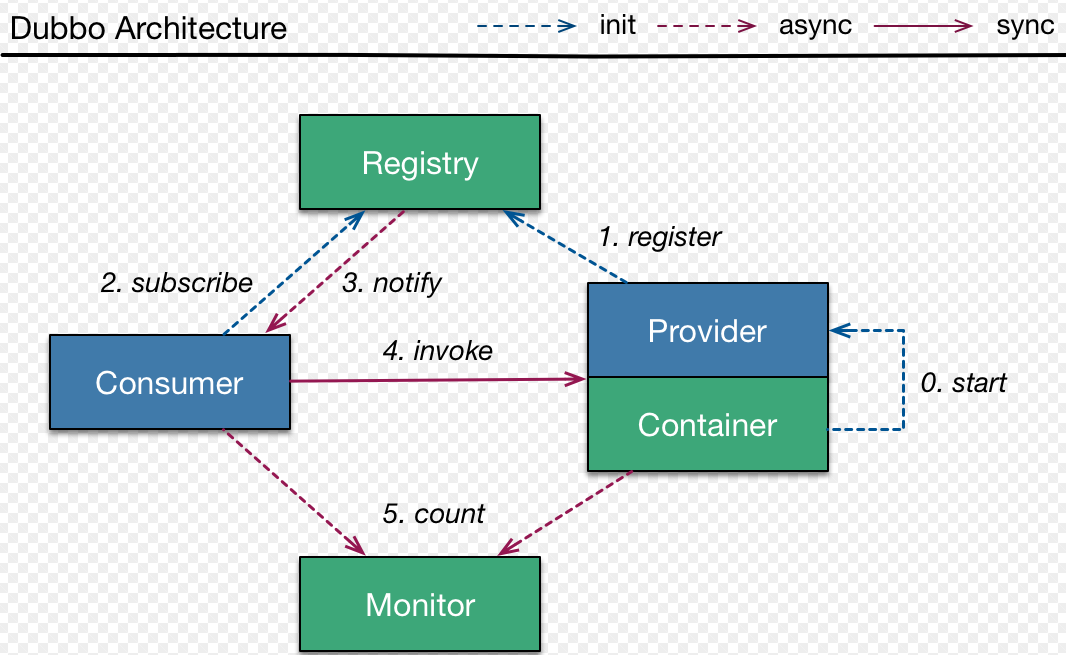 Dubbo Architecture
init
async
sync
Registry
1. register
2. subscribe
3. notify
Provider
4. invoke
Consumer
0. start
Container
5. count
Monitor